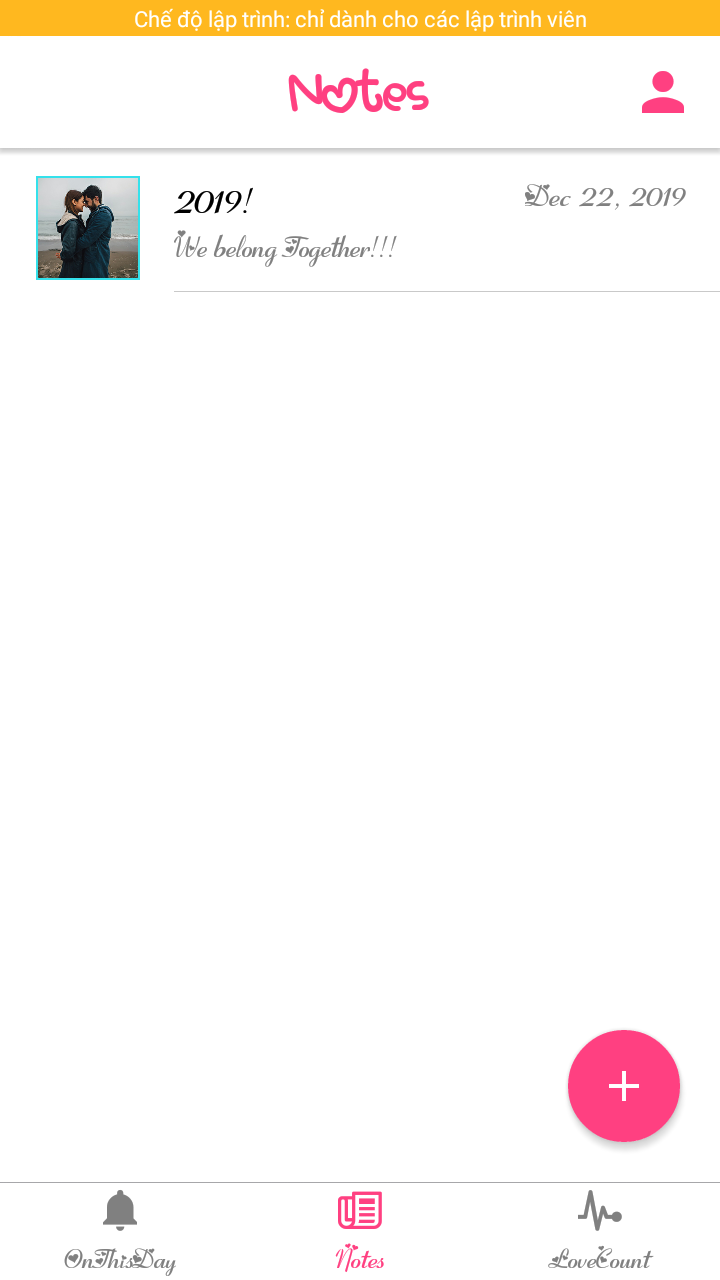 Chế độ lập trình: chỉ dành cho các lập trình viên
Notes
2019!
Dec 22, 2019
We belong Together!!!
OnThisDay
Notes
LoveCount